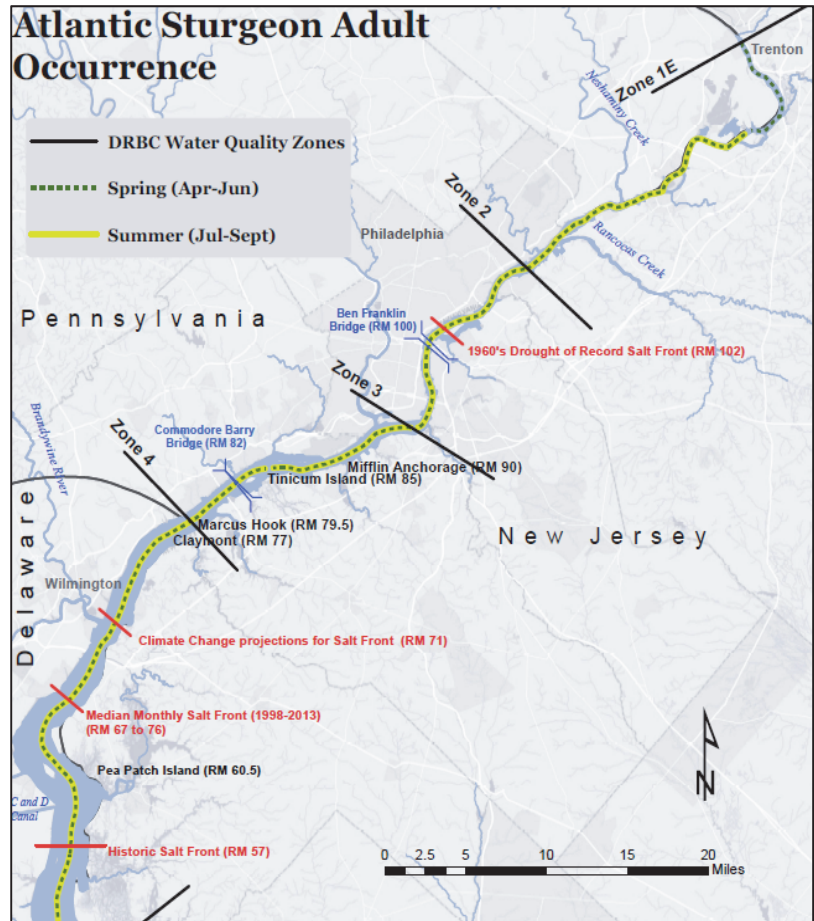 Atlantic Sturgeon Adult
Occurrence
DRBC Water Quality Zones
Spring (Apr-Jun)
Summer (Jul-Sept)
Trenton
Zone 1E
Neshaminy Creek
Zone 2
Philadelphia
Rancocas Creek
Pennsylvania
Ben Franklin
Bridge (RM 100)
1960's Drought of Record Salt Front (RM 102)
Zone 3
Brandywine River
Zone 4
Commodore Barry
Bridge (RM 82)
Mifflin Anchorage (RM 90)
Tinicum Island (RM 85)
Marcus Hook (RM 79.5)
Claymont (RM 77)
New Jersey
Delaware
Wilmington
Climate Change projections for Salt Front (RM 71)
Median Monthly Salt Front (1998-2013)
(RM 67 to 76)
Pea Patch Island (RM 60.5)
C and D
Canal
N
Historic Salt Front (RM 57)
0 2.5 5 10 15 20
Miles